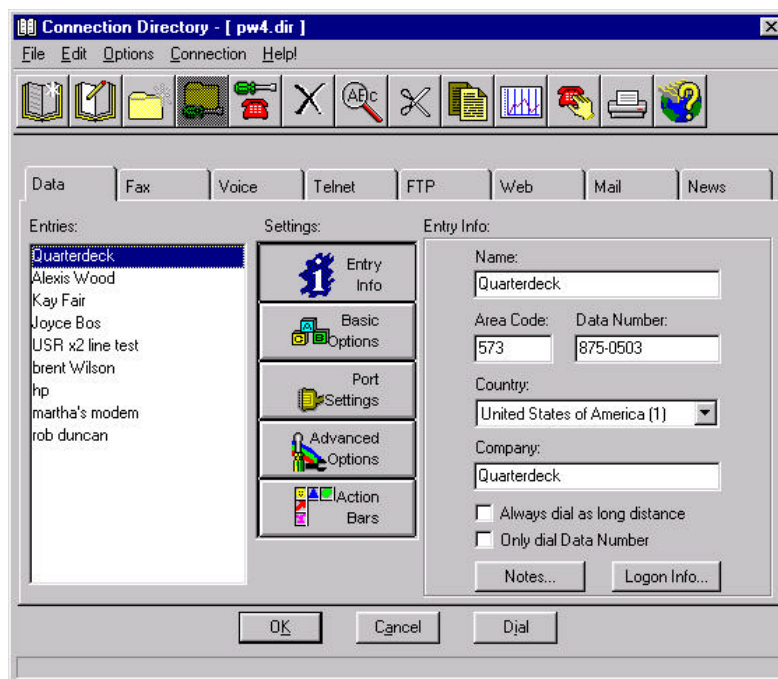 Connection Directory - [ pw4.dir ]
File Edit Options Connection Help!
ABC
Data Fax Voice Telnet FTP Web Mail News
Entries:
Quarterdeck
Alexis Wood
Kay Fair
Joyce Bos
USR x2 line test
brent Wilson
hp
martha's modem
rob duncan
Settings:
Entry
Info
Basic
Options
Port
Settings
Advanced
Options
Action
Bars
Entry Info:
Name:
Quarterdeck
Area Code: Data Number:
573 875-0503
Country:
United States of America (1)
Company:
Quarterdeck
Always dial as long distance
Only dial Data Number
Notes... Logon Info...
OK Cancel Dial